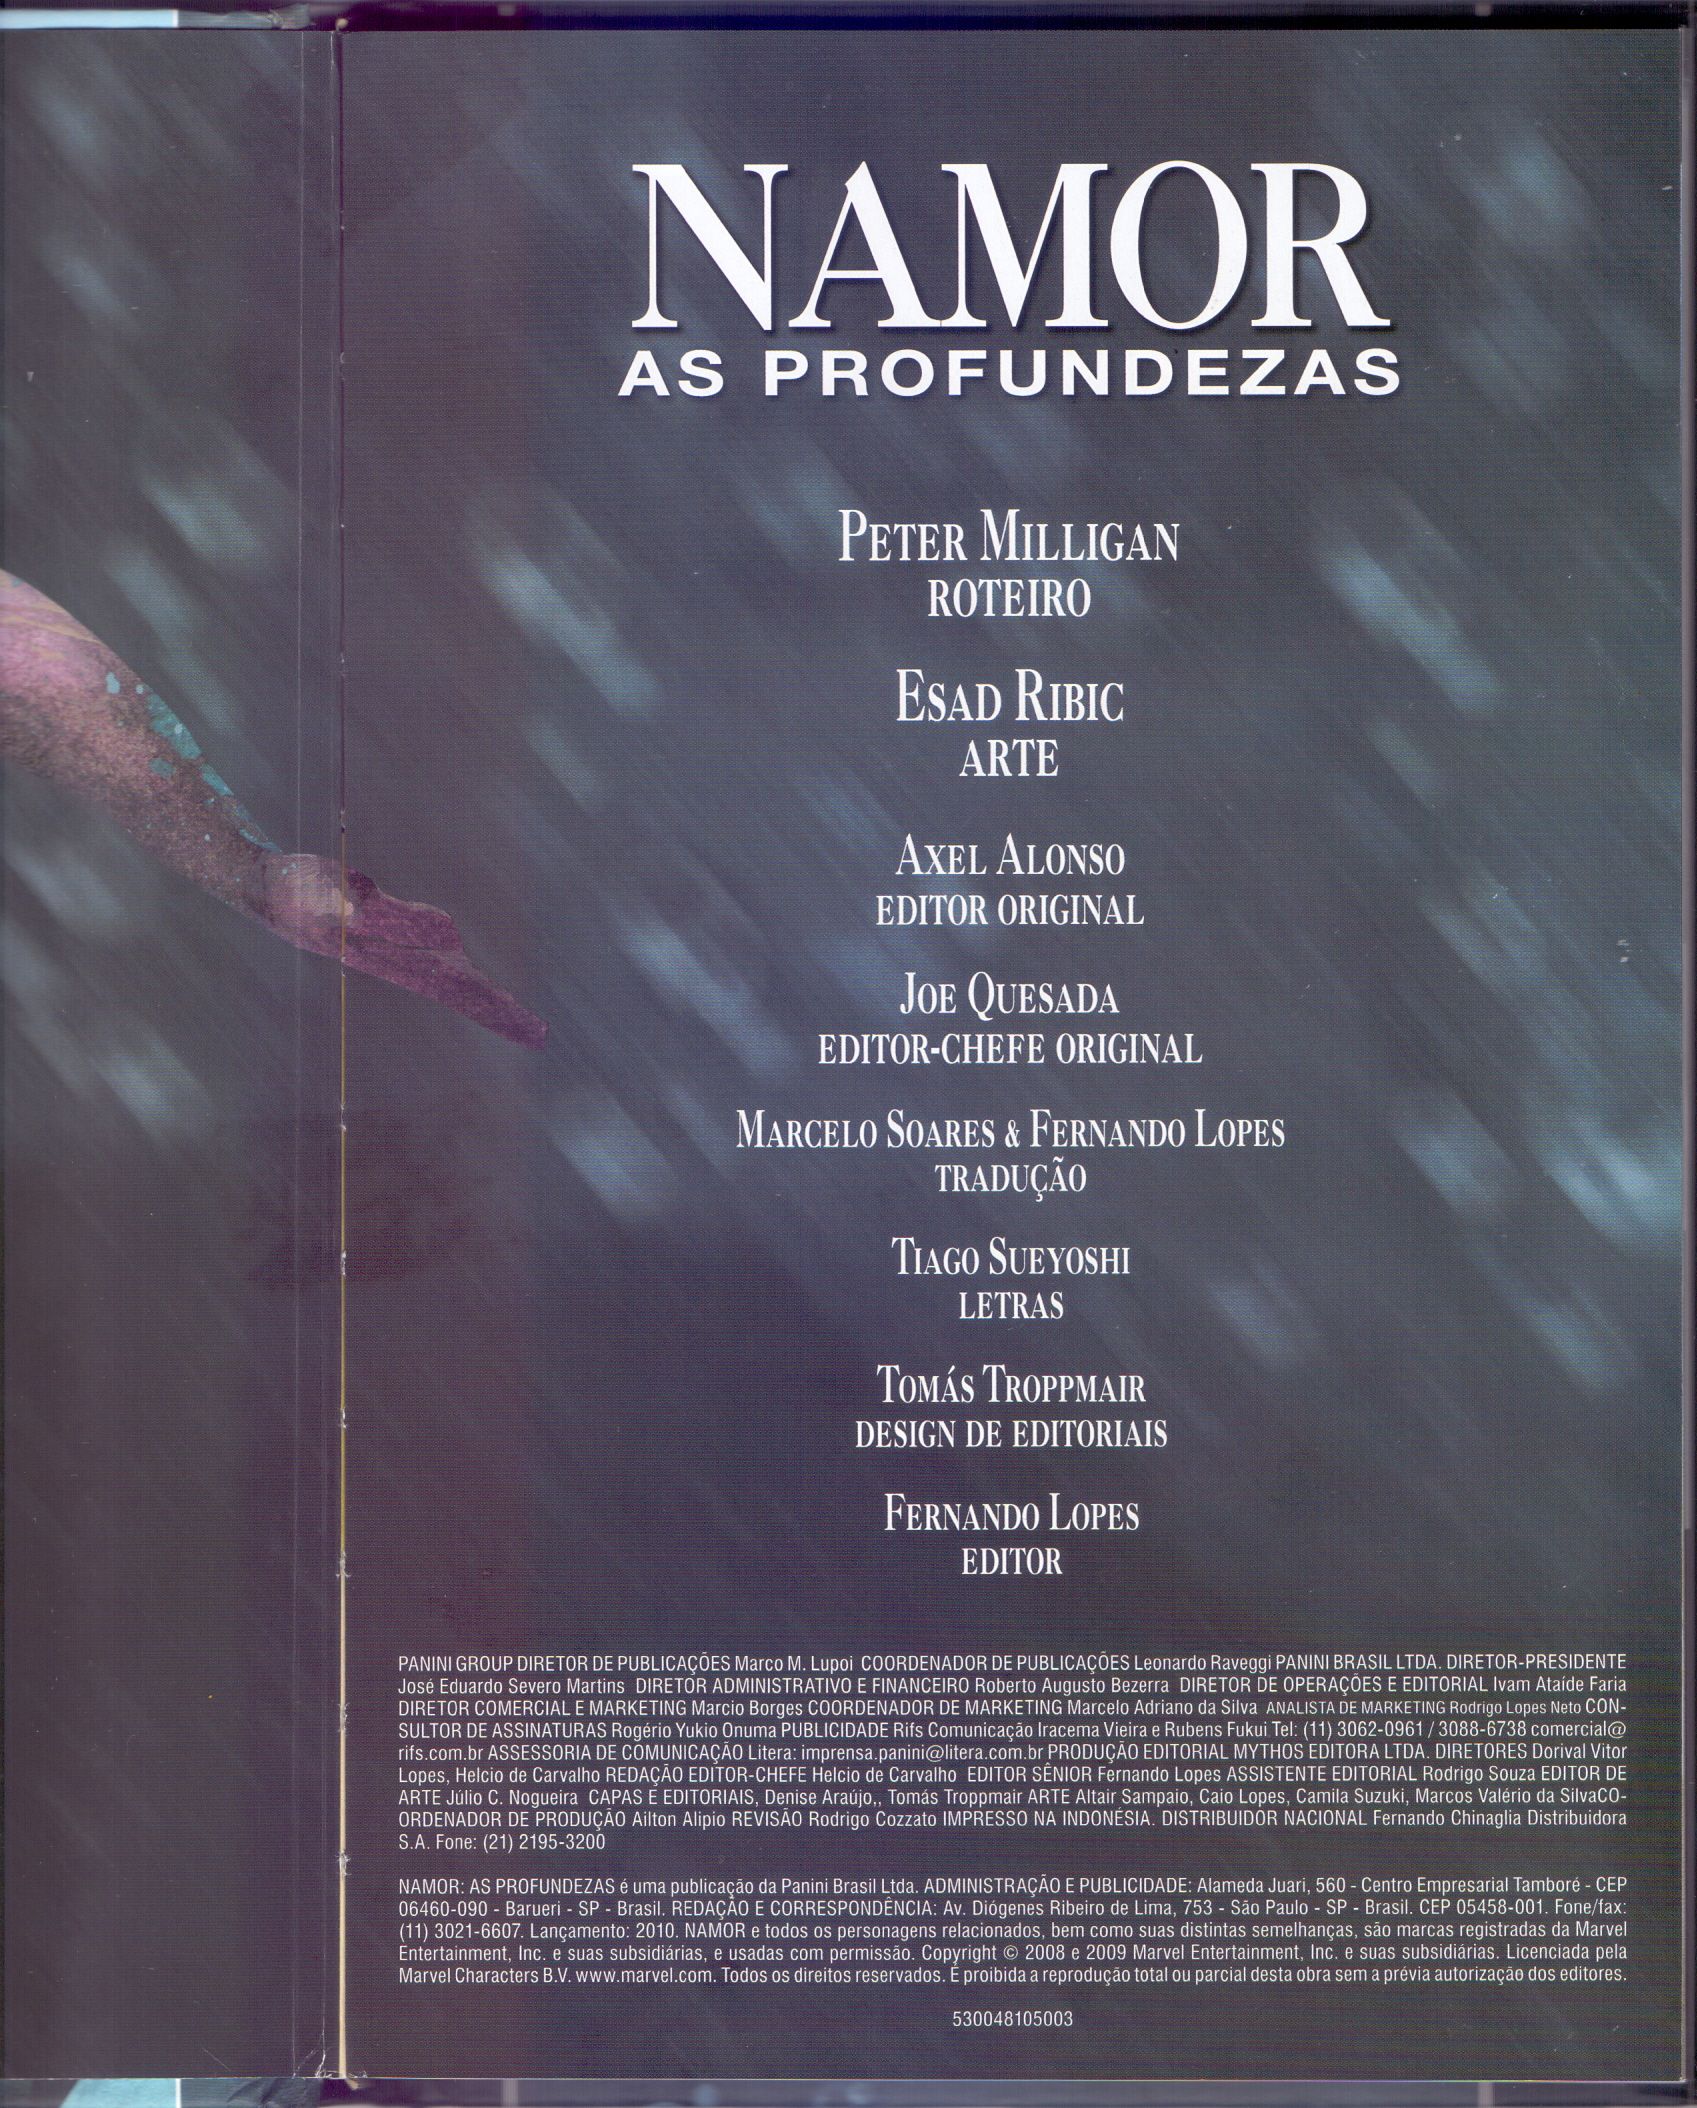 NAMOR
AS PROFUNDEZAS
PETER MILLIGAN
ROTEIRO
ESAD RIBIC
ARTE
AXEL ALONSO
EDITOR ORIGINAL
JOE QUESADA
EDITOR-CHEFE ORIGINAL
MARCELO SOARES & FERNANDO LOPES
TRADUÇÃO
TIAGO SUEYOSHI
LETRAS
TOMÁS TROPPMAIR
DESIGN DE EDITORIAIS
FERNANDO LOPES
EDITOR
PANINI GROUP DIRETOR DE PUBLICAÇÕES Marco M. Lupoi COORDENADOR DE PUBLICAÇÕES Leonardo Raveggi PANINI BRASIL LTDA. DIRETOR-PRESIDENTE
José Eduardo Severo Martins DIRETOR ADMINISTRATIVO E FINANCEIRO Roberto Augusto Bezerra DIRETOR DE OPERAÇÕES E EDITORIAL Ivam Ataíde Faria
DIRETOR COMERCIAL E MARKETING Marcio Borges COORDENADOR DE MARKETING Marcelo Adriano da Silva ANALISTA DE MARKETING Rodrigo Lopes Neto CON-
SULTOR DE ASSINATURAS Rogério Yukio Onuma PUBLICIDADE Rifs Comunicação Iracema Vieira e Rubens Fukui Tel: (11) 3062-0961 / 3088-6738 comercial@
rifs.com.br ASSESSORIA DE COMUNICAÇÃO Litera: imprensa.panini@litera.com.br PRODUÇÃO EDITORIAL MYTHOS EDITORA LTDA. DIRETORES Dorival Vitor
Lopes, Helcio de Carvalho REDAÇÃO EDITOR-CHEFE Helcio de Carvalho EDITOR SÊNIOR Fernando Lopes ASSISTENTE EDITORIAL Rodrigo Souza EDITOR DE
ARTE Júlio C. Nogueira CAPAS E EDITORIAIS, Denise Araújo,, Tomás Troppmair ARTE Altair Sampaio, Caio Lopes, Camila Suzuki, Marcos Valério da SilvaCO-
ORDENADOR DE PRODUÇÃO Ailton Alipio REVISÃO Rodrigo Cozzato IMPRESSO NA INDONÉSIA. DISTRIBUIDOR NACIONAL Fernando Chinaglia Distribuidora
S.A. Fone: (21) 2195-3200
NAMOR: AS PROFUNDEZAS é uma publicação da Panini Brasil Ltda. ADMINISTRAÇÃO E PUBLICIDADE: Alameda Juari, 560 - Centro Empresarial Tamboré - CEP
06460-090 - Barueri - SP - Brasil. REDAÇÃO E CORRESPONDÊNCIA: Av. Diógenes Ribeiro de Lima, 753 - São Paulo - SP - Brasil. CEP 05458-001. Fone/fax:
(11) 3021-6607. Lançamento: 2010. NAMOR e todos os personagens relacionados, bem como suas distintas semelhanças, são marcas registradas da Marvel
Entertainment, Inc. e suas subsidiárias, e usadas com permissão. Copyright © 2008 e 2009 Marvel Entertainment, Inc. e suas subsidiárias. Licenciada pela
Marvel Characters B.V. www.marvel.com. Todos os direitos reservados. É proibida a reprodução total ou parcial desta obra sem a prévia autorização dos editores.
530048105003